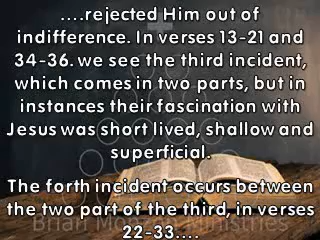 ....rejected Him out of
indifference. In verses 13-21 and
34-36. we see the third incident,
which comes in two parts, but in
instances their fascination with
Jesus was short lived, shallow and
superficial.
The forth incident occurs between
the two part of the third, in verses
22-33....